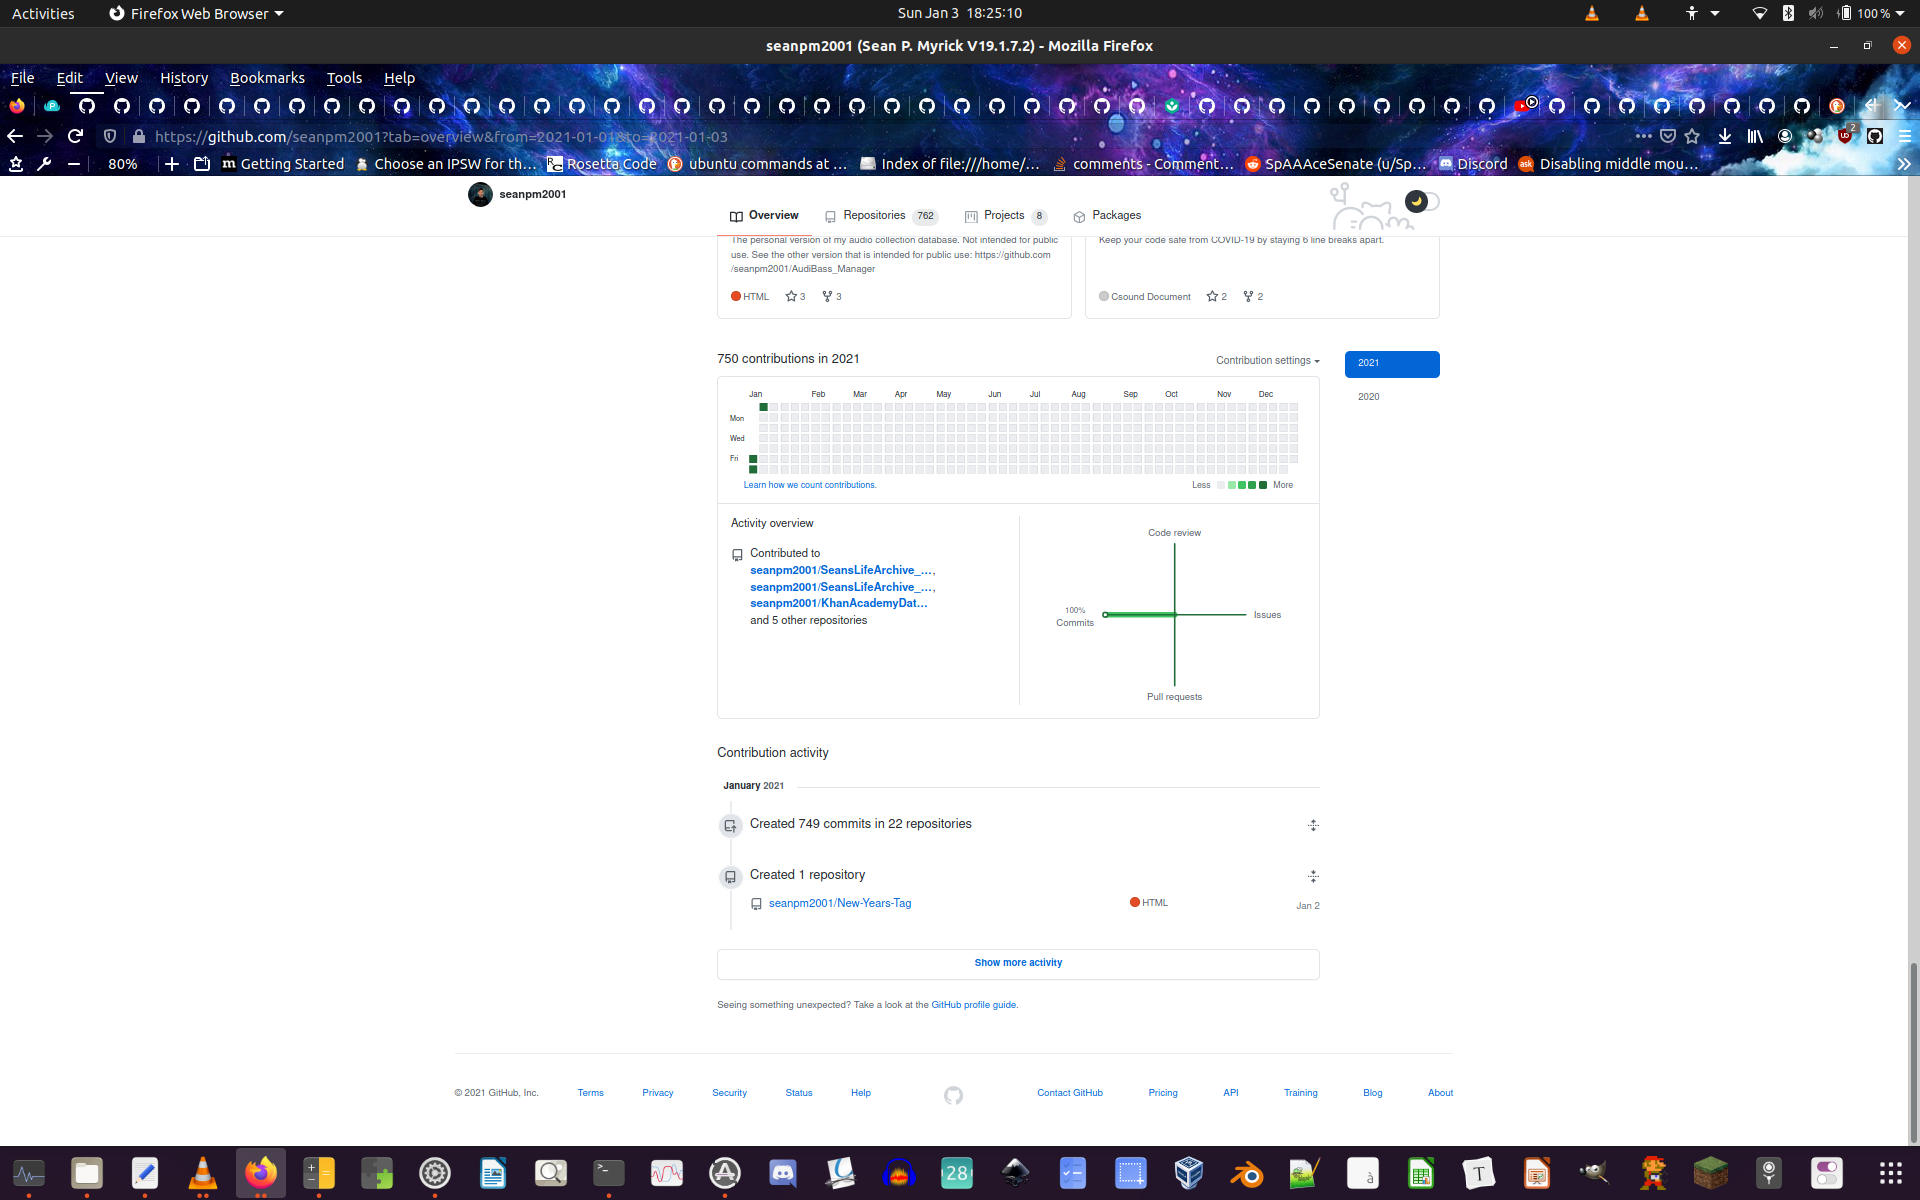 Activities
Firefox Web Browser
Sun Jan 3 18:25:10
100 %
seanpm2001 (Sean P. Myrick V19.1.7.2) - Mozilla Firefox
File Edit View History Bookmarks Tools Help
https://github.com/seanpm2001?tab=overview&from=2021-01-01&to=2021-01-03
2
80%
Getting Started
Choose an IPSW for th…
Rosetta Code
ubuntu commands at …
Index of file:///home/…
comments - Comment…
SpAAAceSenate (u/Sp…
Discord
Disabling middle mou…
seanpm2001
Overview
Repositories 762
Projects 8
Packages
The personal version of my audio collection database. Not intended for public
use. See the other version that is intended for public use: https://github.com
/seanpm2001/AudiBass_Manager
HTML 3 3
Keep your code safe from COVID-19 by staying 6 line breaks apart.
Csound Document 2 2
750 contributions in 2021
Contribution settings
2021
2020
Jan Feb Mar Apr May Jun Jul Aug Sep Oct Nov Dec
Mon
Wed
Fri
Learn how we count contributions.
Less More
Activity overview
Contributed to
seanpm2001/SeansLifeArchive_…,
seanpm2001/SeansLifeArchive_…,
seanpm2001/KhanAcademyDat…
and 5 other repositories
Code review
100%
Commits
Issues
Pull requests
Contribution activity
January 2021
Created 749 commits in 22 repositories
Created 1 repository
seanpm2001/New-Years-Tag
HTML
Jan 2
Show more activity
Seeing something unexpected? Take a look at the GitHub profile guide.
© 2021 GitHub, Inc. Terms Privacy Security Status Help Contact GitHub Pricing API Training Blog About
28